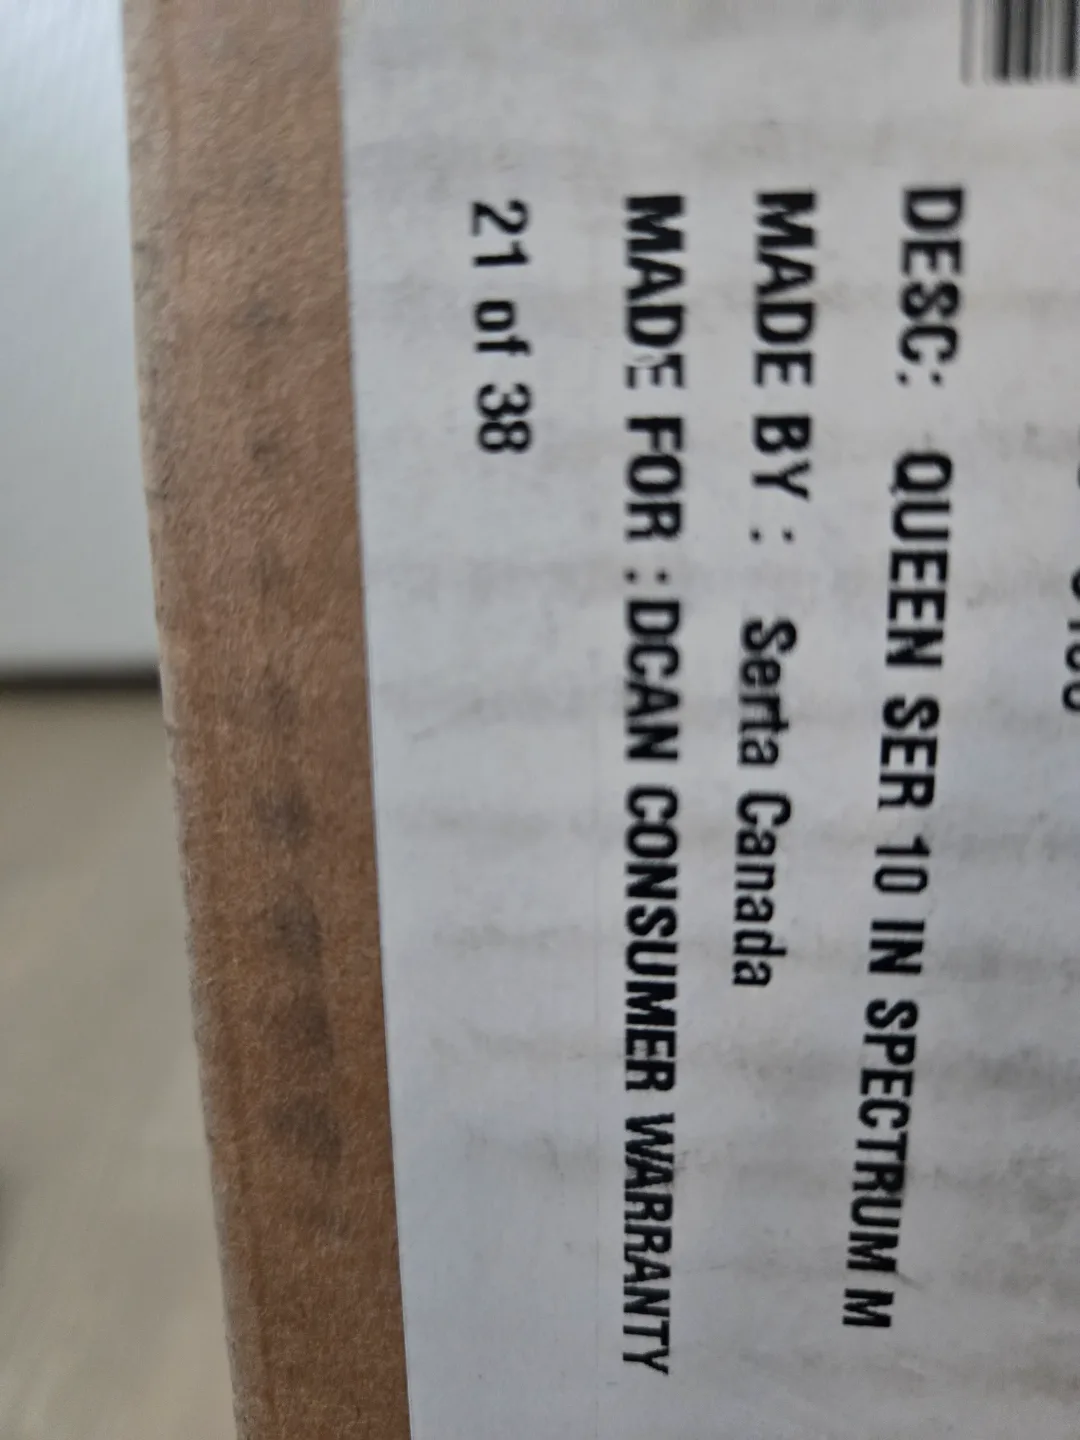 DESC: QUEEN SER 10 IN SPECTRUM M
MADE BY : Serta Canada
MADE FOR : DCAN CONSUMER WARRANTY
21 of 38